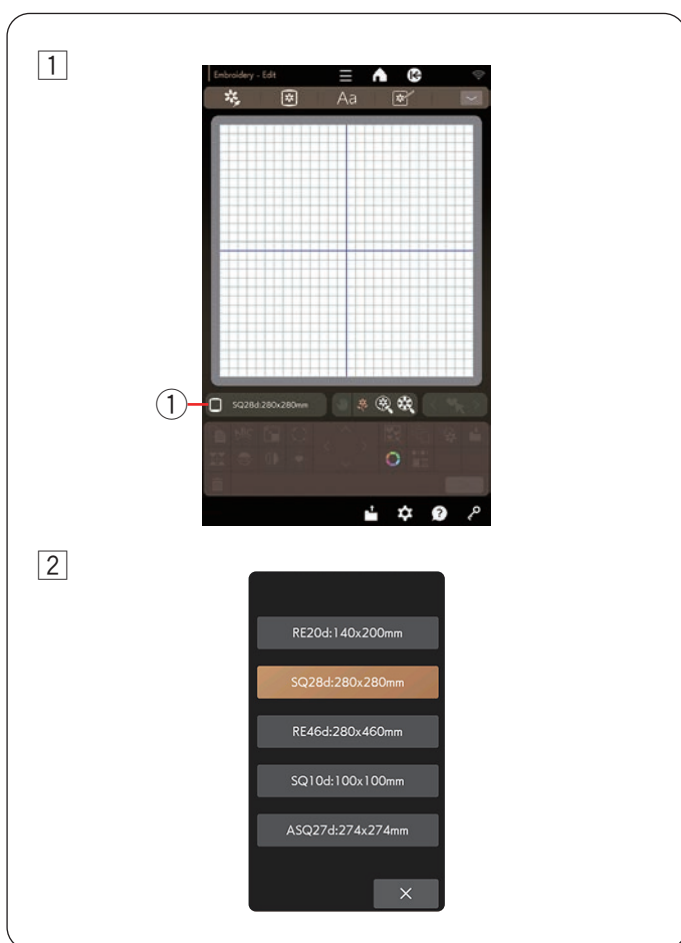 1
Embroidery - Edit
Aa
1
SQ28d:280x280mm
2
RE20d:140x200mm
SQ28d:280x280mm
RE46d:280x460mm
SQ10d:100x100mm
ASQ27d:274x274mm